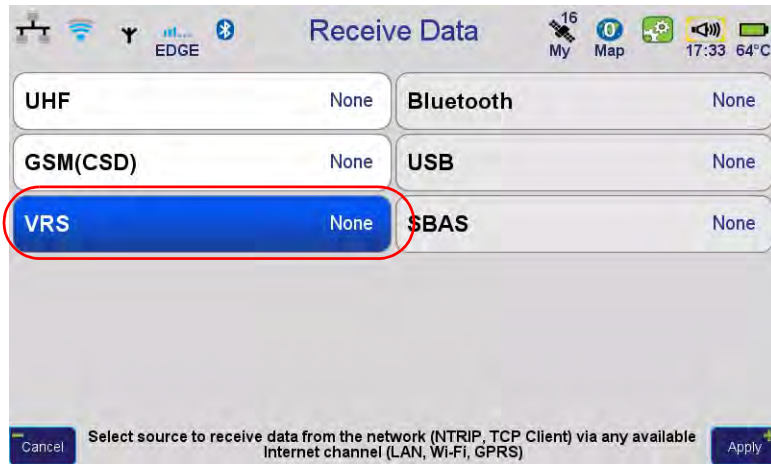 EDGE
Receive Data
16
My
0
Map
17:33 64°C
UHF None
Bluetooth None
GSM(CSD) None
USB None
VRS None
SBAS None
Cancel
Select source to receive data from the network (NTRIP, TCP Client) via any available
Internet channel (LAN, Wi-Fi, GPRS)
Apply